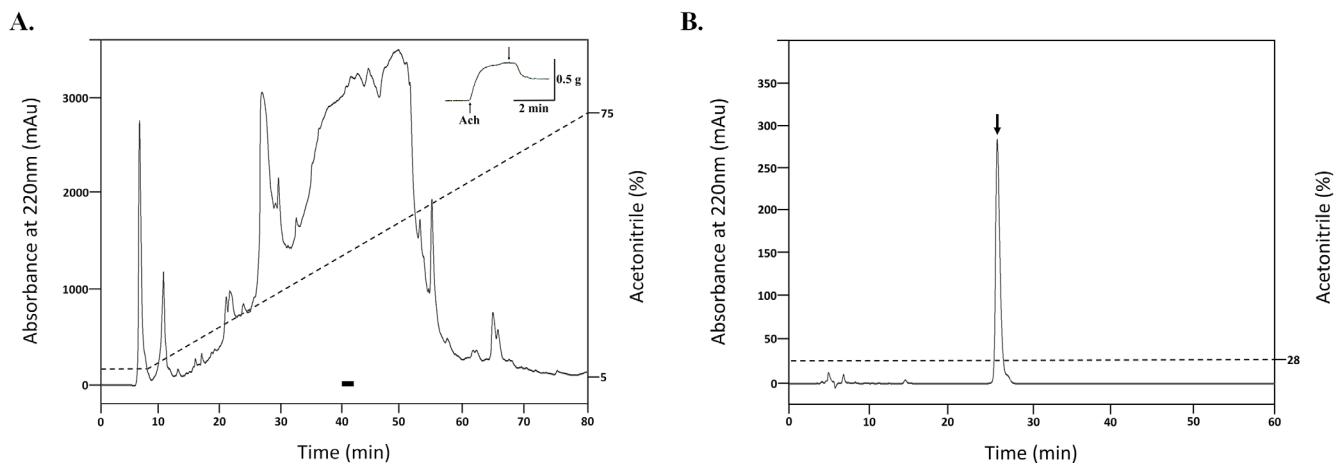 A.
Absorbance at 220nm (mAu)
3000
2000
1000
0
0
10
20
30
40
50
60
70
80
Time (min)
75
5
Acetonitrile (%)
Ach
0.5 g
2 min
B.
Absorbance at 220nm (mAu)
350
300
250
200
150
100
50
0
0
10
20
30
40
50
60
Time (min)
28
Acetonitrile (%)